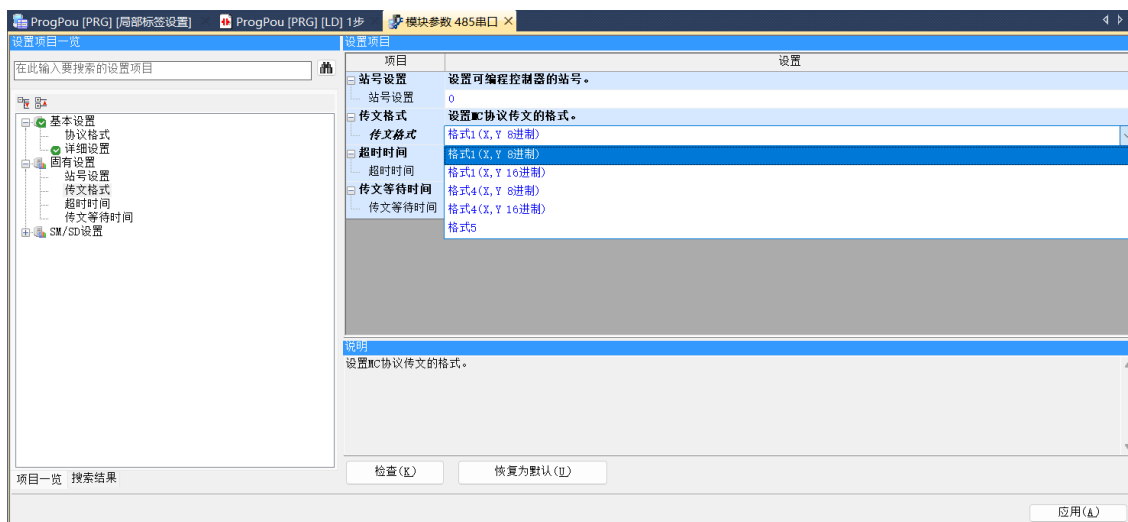 ProgPou [PRG] [局部标签设置] × ProgPou [PRG] [LD] 1步 × 模块参数 485串口 ×
设置项目一览
在此输入要搜索的设置项目
基本设置
协议格式
详细设置
固有设置
站号设置
传文格式
超时时间
传文等待时间
SM/SD设置
项目一览 搜索结果
设置项目
项目 设置
站号设置 设置可编程控制器的站号。
站号设置 0
传文格式 设置MC协议传文的格式。
传文格式 格式1(X,Y 8进制)
超时时间 格式1(X,Y 8进制)
超时时间 格式1(X,Y 16进制)
传文等待时间 格式4(X,Y 8进制)
传文等待时间 格式4(X,Y 16进制)
格式5
说明
设置MC协议传文的格式。
检查(K) 恢复为默认(U)
应用(A)